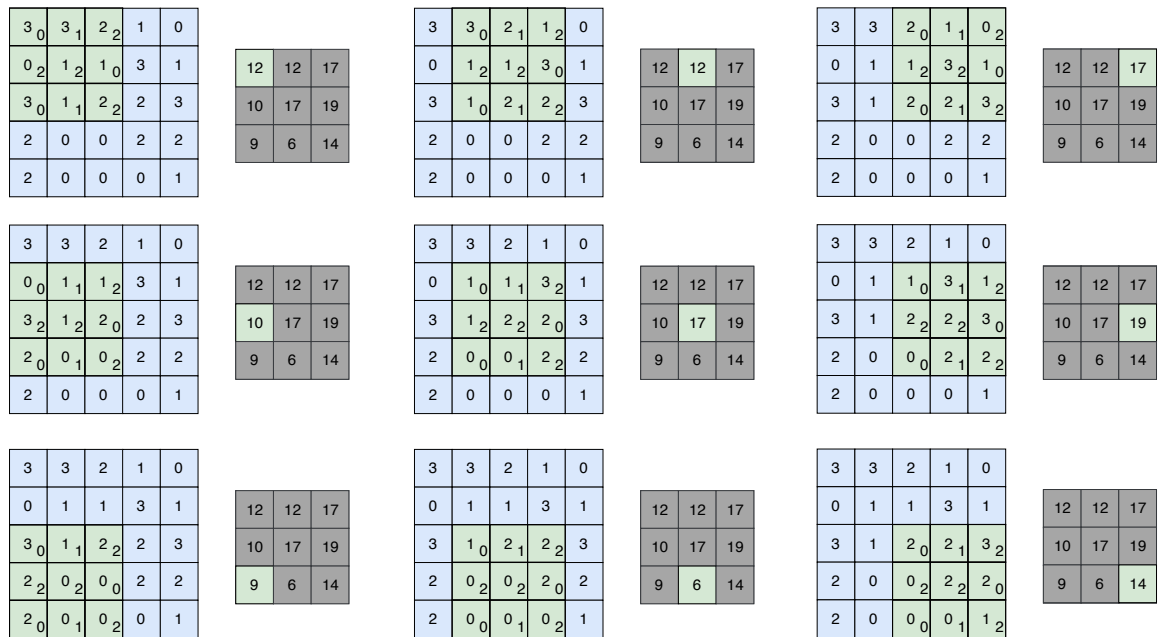 3₀ 3₁ 2₂ 1 0
0₂ 1₂ 1₀ 3 1
3₀ 1₁ 2₂ 2 3
2 0 0 2 2
2 0 0 0 1
12 12 17
10 17 19
9 6 14
3 3₀ 2₁ 1₂ 0
0 1₂ 1₂ 3₀ 1
3 1₀ 2₁ 2₂ 3
2 0 0 2 2
2 0 0 0 1
12 12 17
10 17 19
9 6 14
3 3 2₀ 1₁ 0₂
0 1 1₂ 3₂ 1₀
3 1 2₀ 2₁ 3₂
2 0 0 2 2
2 0 0 0 1
12 12 17
10 17 19
9 6 14
3 3 2 1 0
0₀ 1₁ 1₂ 3 1
3₂ 1₂ 2₀ 2 3
2₀ 0₁ 0₂ 2 2
2 0 0 0 1
12 12 17
10 17 19
9 6 14
3 3 2 1 0
0 1₀ 1₁ 3₂ 1
3 1₂ 2₂ 2₀ 3
2 0₀ 0₁ 2₂ 2
2 0 0 0 1
12 12 17
10 17 19
9 6 14
3 3 2 1 0
0 1 1₀ 3₁ 1₂
3 1 2₂ 2₂ 3₀
2 0 0₀ 2₁ 2₂
2 0 0 0 1
12 12 17
10 17 19
9 6 14
3 3 2 1 0
0 1 1 3 1
3₀ 1₁ 2₂ 2 3
2₂ 0₂ 0₀ 2 2
2₀ 0₁ 0₂ 0 1
12 12 17
10 17 19
9 6 14
3 3 2 1 0
0 1 1 3 1
3 1₀ 2₁ 2₂ 3
2 0₂ 0₂ 2₀ 2
2 0₀ 0₁ 0₂ 1
12 12 17
10 17 19
9 6 14
3 3 2 1 0
0 1 1 3 1
3 1 2₀ 2₁ 3₂
2 0 0₂ 2₂ 2₀
2 0 0₀ 0₁ 1₂
12 12 17
10 17 19
9 6 14